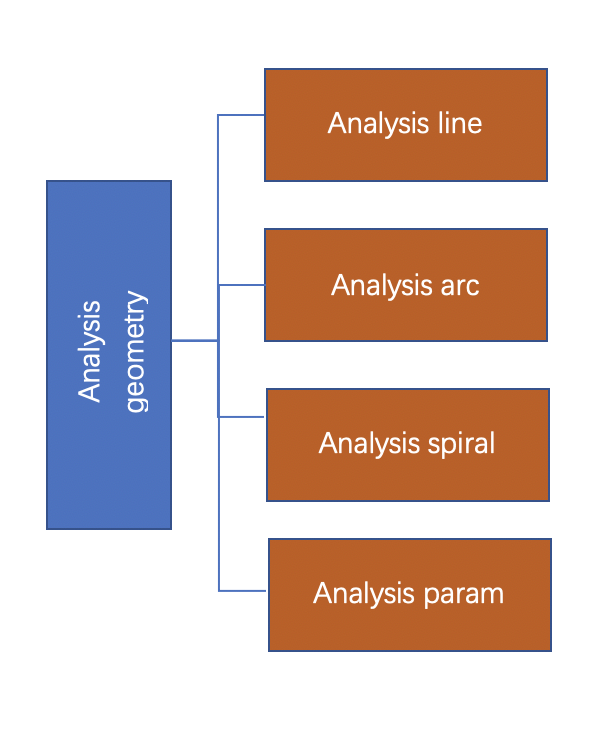 Analysis
geometry
Analysis line
Analysis arc
Analysis spiral
Analysis param